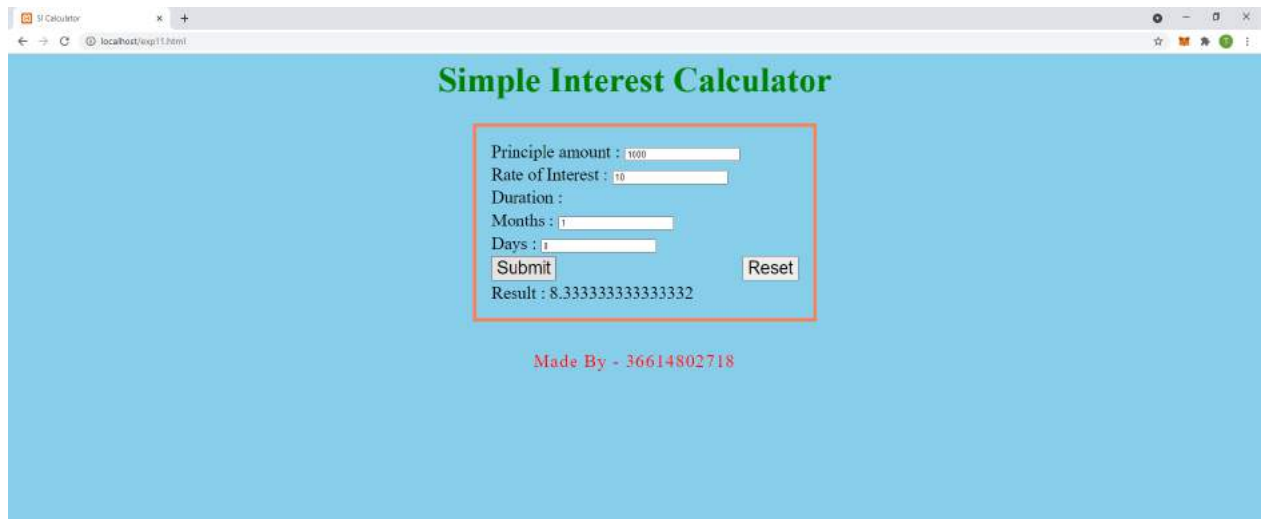 SI Calculator
localhost/exp11.html
Simple Interest Calculator
Principle amount : 1000
Rate of Interest : 10
Duration :
Months : 1
Days :
Submit Reset
Result : 8.333333333333332
Made By - 36614802718